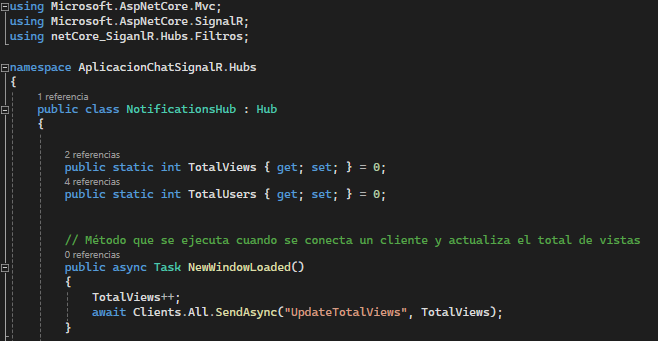 using Microsoft.AspNetCore.Mvc;
using Microsoft.AspNetCore.SignalR;
using netCore_SiganlR.Hubs.Filtros;
namespace AplicacionChatSignalR.Hubs
{
1 referencia
public class NotificationsHub : Hub
{
2 referencias
public static int TotalViews { get; set; } = 0;
4 referencias
public static int TotalUsers { get; set; } = 0;
// Método que se ejecuta cuando se conecta un cliente y actualiza el total de vistas
0 referencias
public async Task NewWindowLoaded()
{
TotalViews++;
await Clients.All.SendAsync("UpdateTotalViews", TotalViews);
}